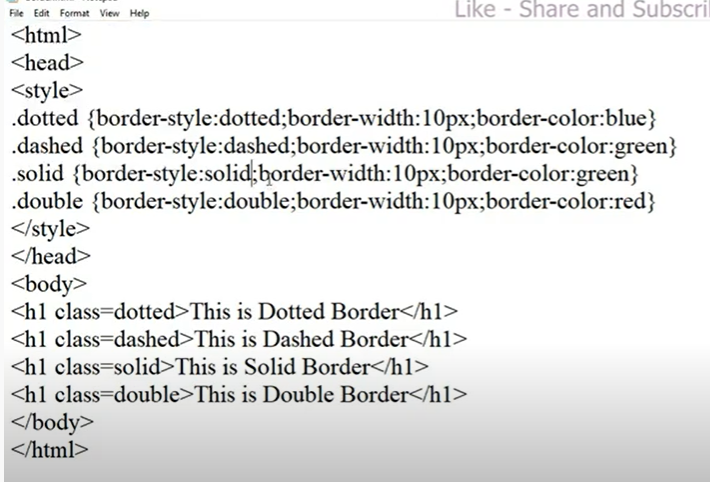 Like - Share and Subscri
File Edit Format View Help
<html>
<head>
<style>
.dotted {border-style:dotted;border-width:10px;border-color:blue}
.dashed {border-style:dashed;border-width:10px;border-color:green}
.solid {border-style:solid;border-width:10px;border-color:green}
.double {border-style:double;border-width:10px;border-color:red}
</style>
</head>
<body>
<h1 class=dotted>This is Dotted Border</h1>
<h1 class=dashed>This is Dashed Border</h1>
<h1 class=solid>This is Solid Border</h1>
<h1 class=double>This is Double Border</h1>
</body>
</html>